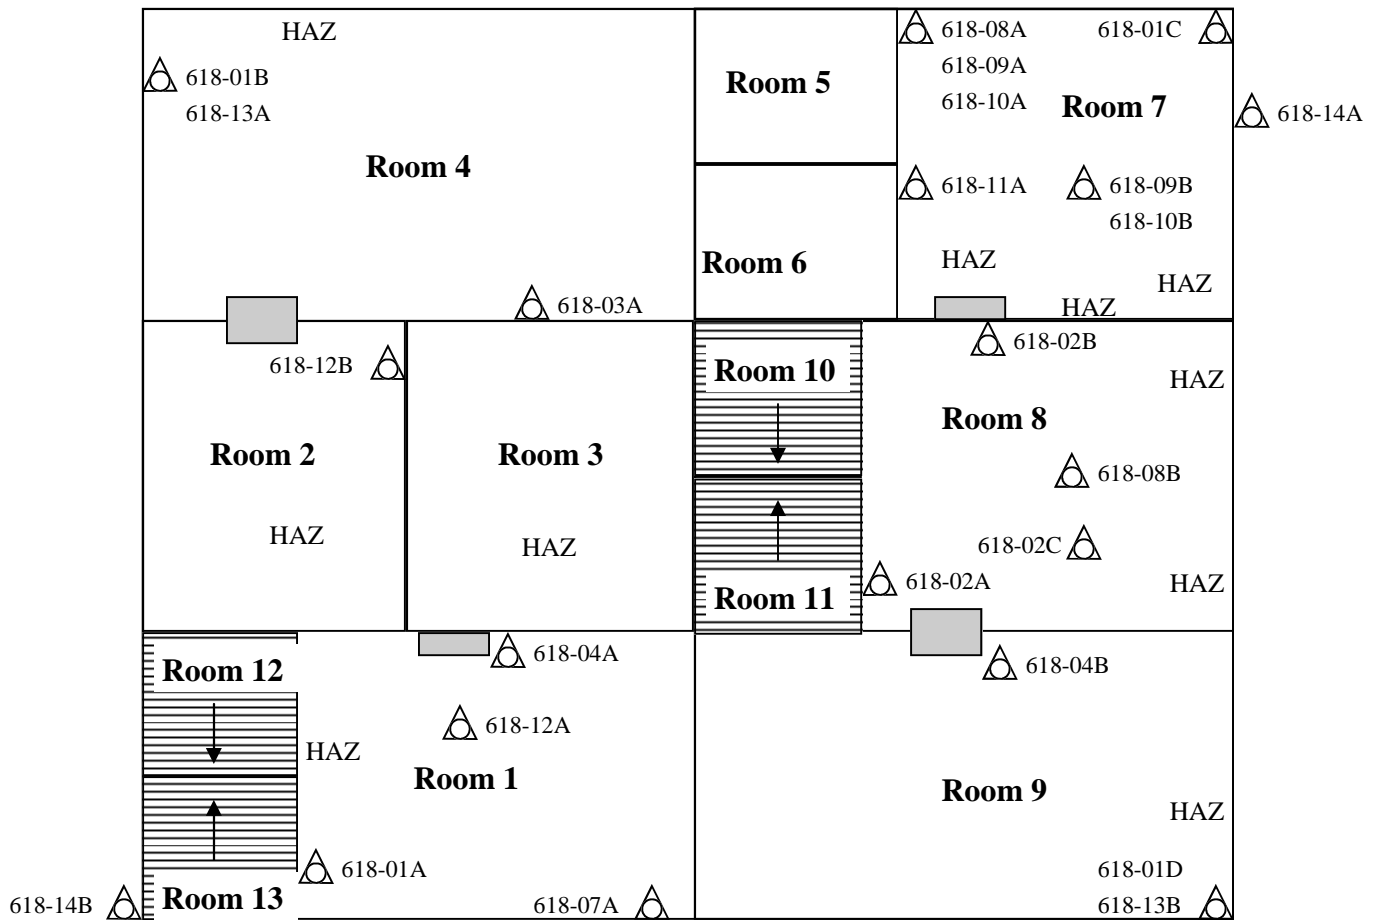 HAZ
618-01B
618-13A
Room 4
618-03A
Room 5
Room 6
618-08A
618-09A
618-10A
618-01C
Room 7
618-14A
618-11A
618-09B
618-10B
HAZ
HAZ
HAZ
618-12B
Room 2
HAZ
Room 3
HAZ
Room 10
Room 11
618-02B
HAZ
Room 8
618-08B
618-02C
618-02A
HAZ
Room 12
Room 13
618-14B
618-04A
618-12A
HAZ
Room 1
618-01A
618-07A
618-04B
Room 9
HAZ
618-01D
618-13B